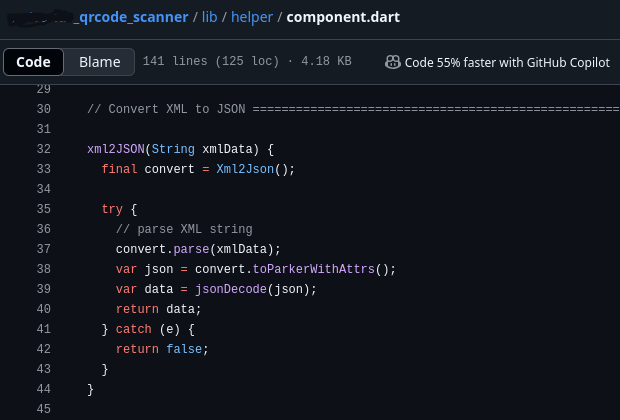 _qrcode_scanner / lib / helper / component.dart
Code Blame 141 lines (125 loc) · 4.18 KB Code 55% faster with GitHub Copilot
29
30 // Convert XML to JSON ===================================================
31
32 xml2JSON(String xmlData) {
33 final convert = Xml2Json();
34
35 try {
36 // parse XML string
37 convert.parse(xmlData);
38 var json = convert.toParkerWithAttrs();
39 var data = jsonDecode(json);
40 return data;
41 } catch (e) {
42 return false;
43 }
44 }
45